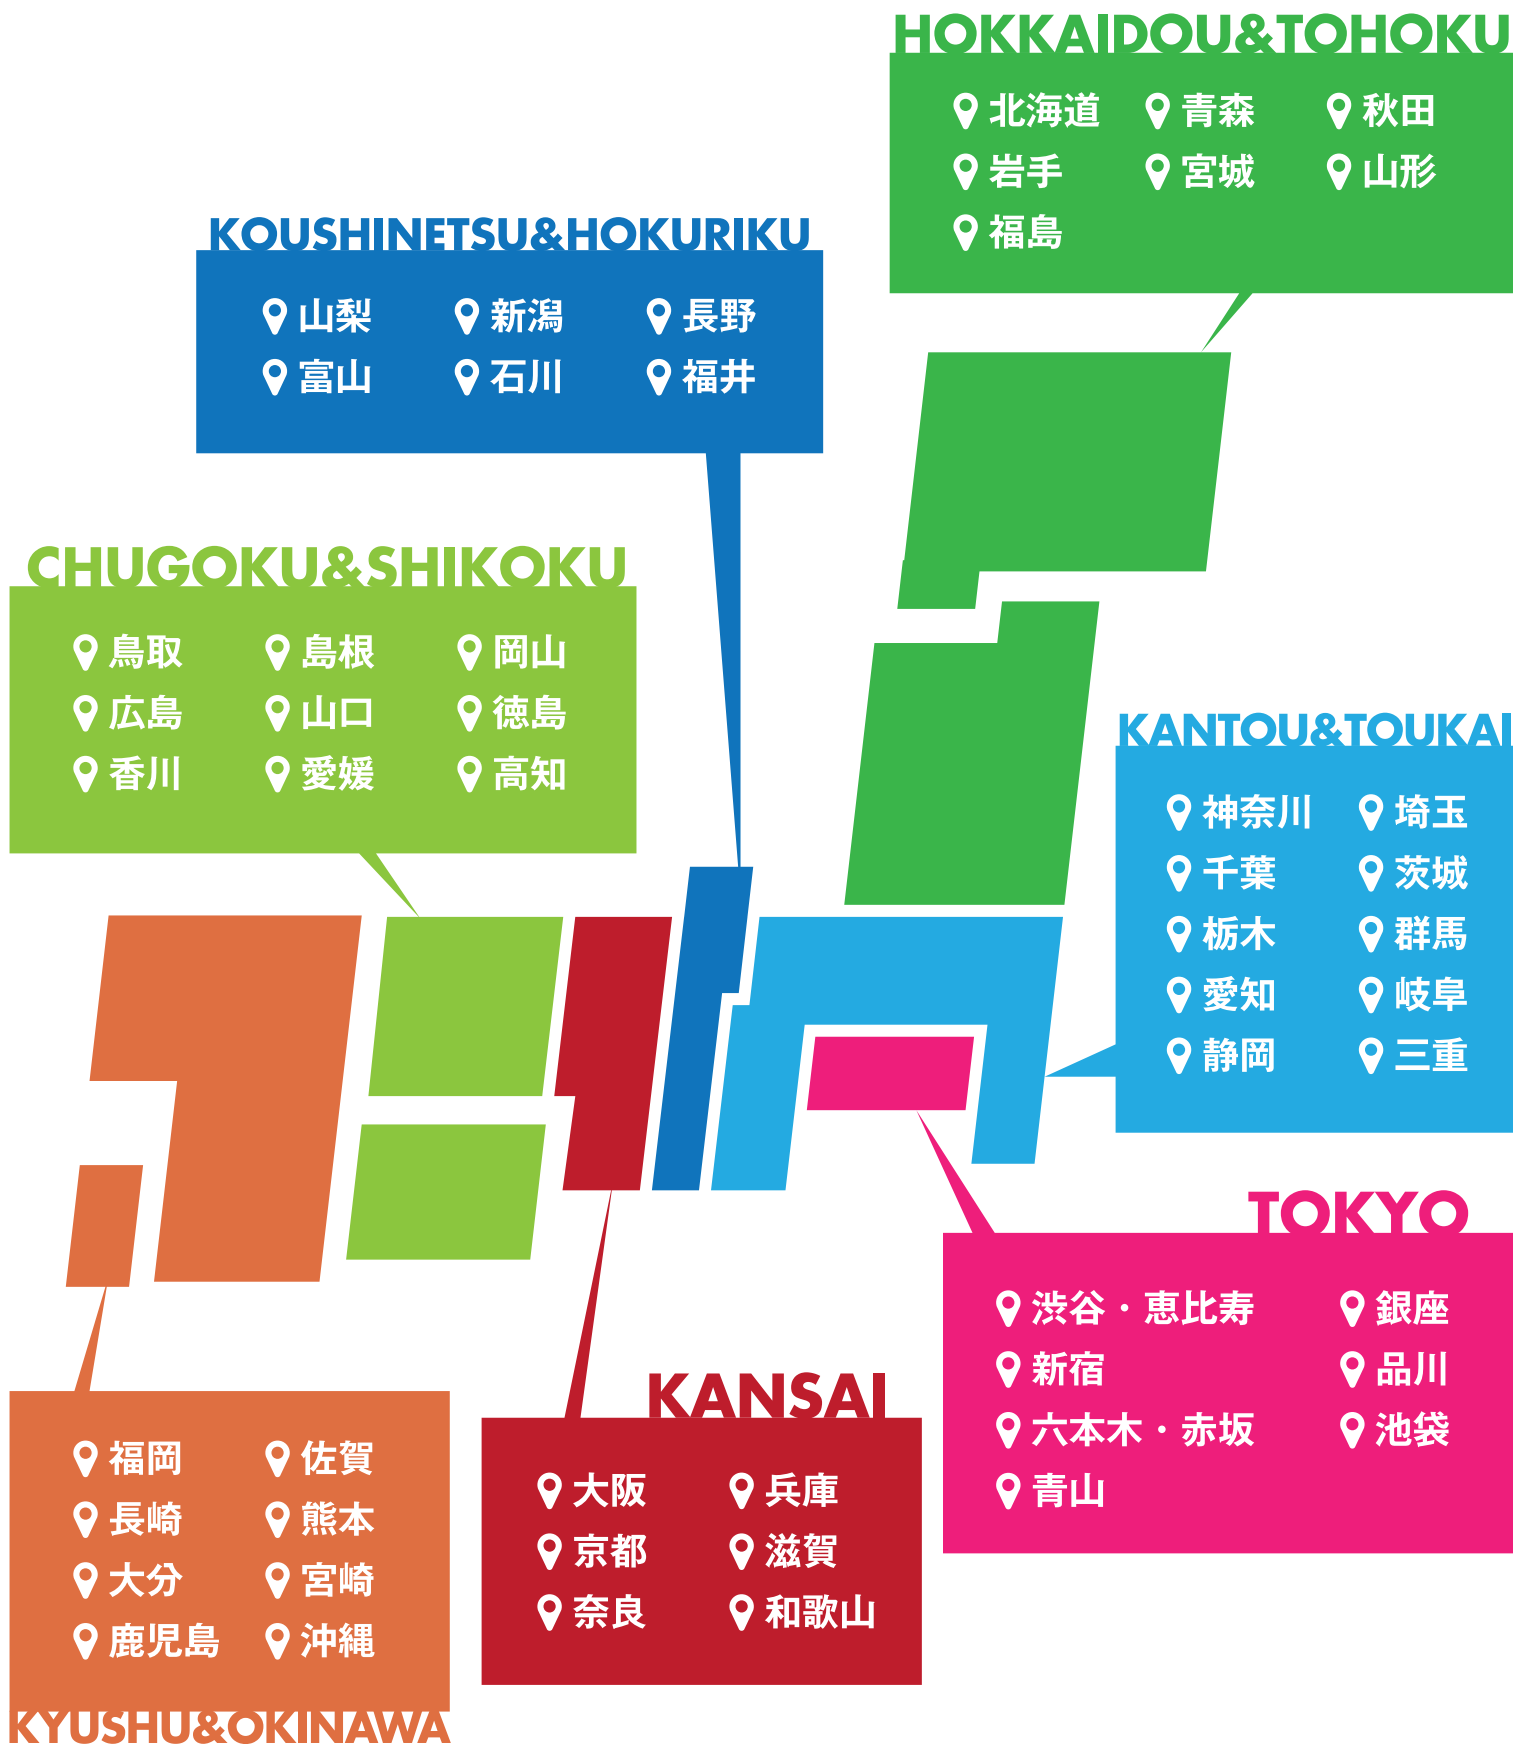 HOKKAIDOU&TOHOKU
北海道 青森 秋田
岩手 宮城 山形
福島
KOUSHINETSU&HOKURIKU
山梨 新潟 長野
富山 石川 福井
CHUGOKU&SHIKOKU
鳥取 島根 岡山
広島 山口 徳島
香川 愛媛 高知
KANTOU&TOUKAI
神奈川 埼玉
千葉 茨城
栃木 群馬
愛知 岐阜
静岡 三重
TOKYO
渋谷・恵比寿 銀座
新宿 品川
六本木・赤坂 池袋
青山
KANSAI
大阪 兵庫
京都 滋賀
奈良 和歌山
福岡 佐賀
長崎 熊本
大分 宮崎
鹿児島 沖縄
KYUSHU&OKINAWA